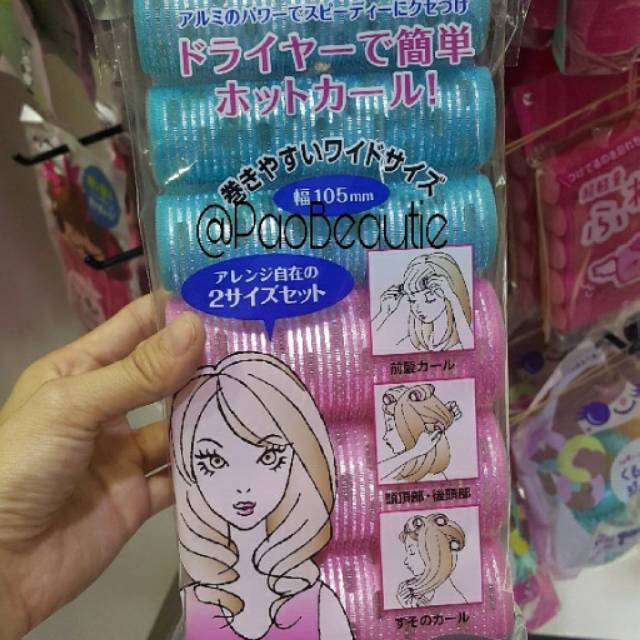 アルミのパワーでスピーディーにクセつけ
ドライヤーで簡単
ホットカール!
巻きやすいワイドサイズ
幅105mm
@PaoBeautie
アレンジ自在の
2サイズセット
前髪カール
頭頂部・後頭部
すそのカール